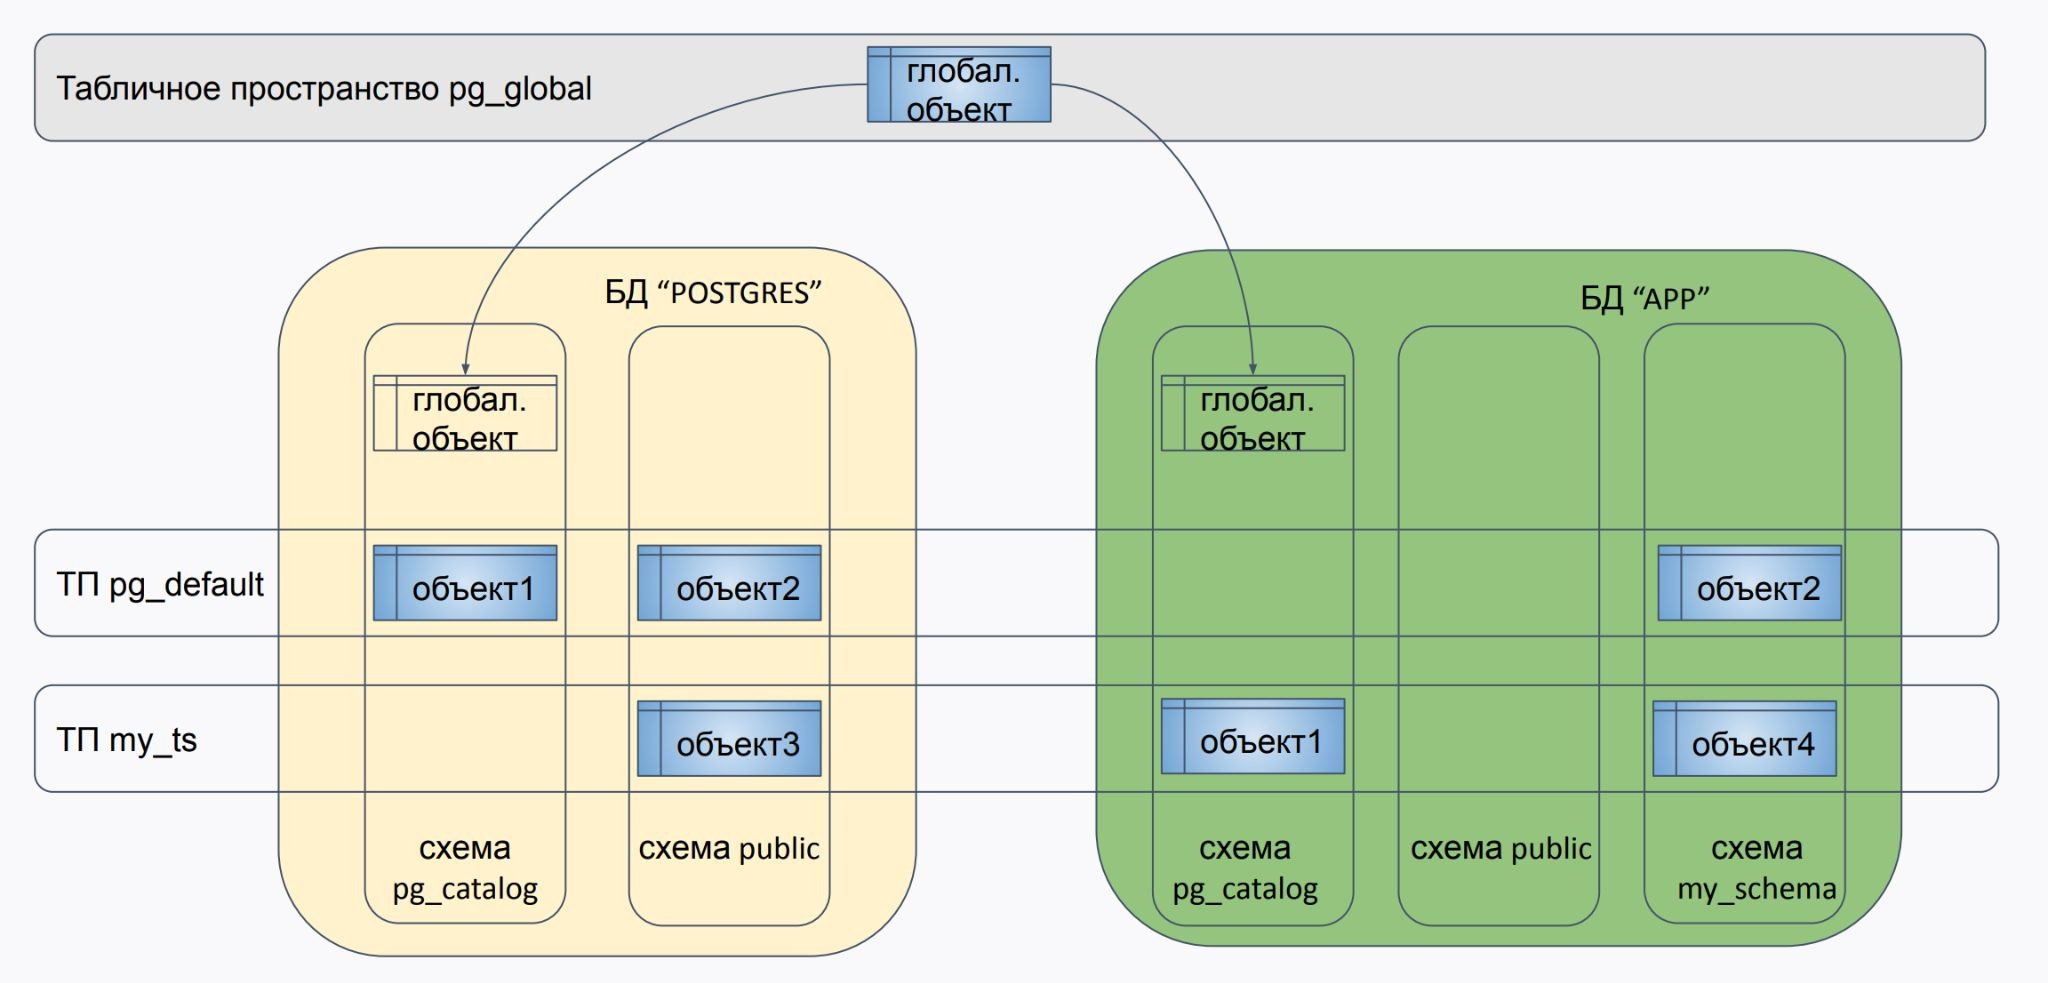 Табличное пространство pg_global
глобал.
объект
БД “POSTGRES”
БД “APP”
глобал.
объект
глобал.
объект
ТП pg_default
объект1
объект2
объект2
ТП my_ts
объект3
объект1
объект4
схема
pg_catalog
схема public
схема
pg_catalog
схема public
схема
my_schema